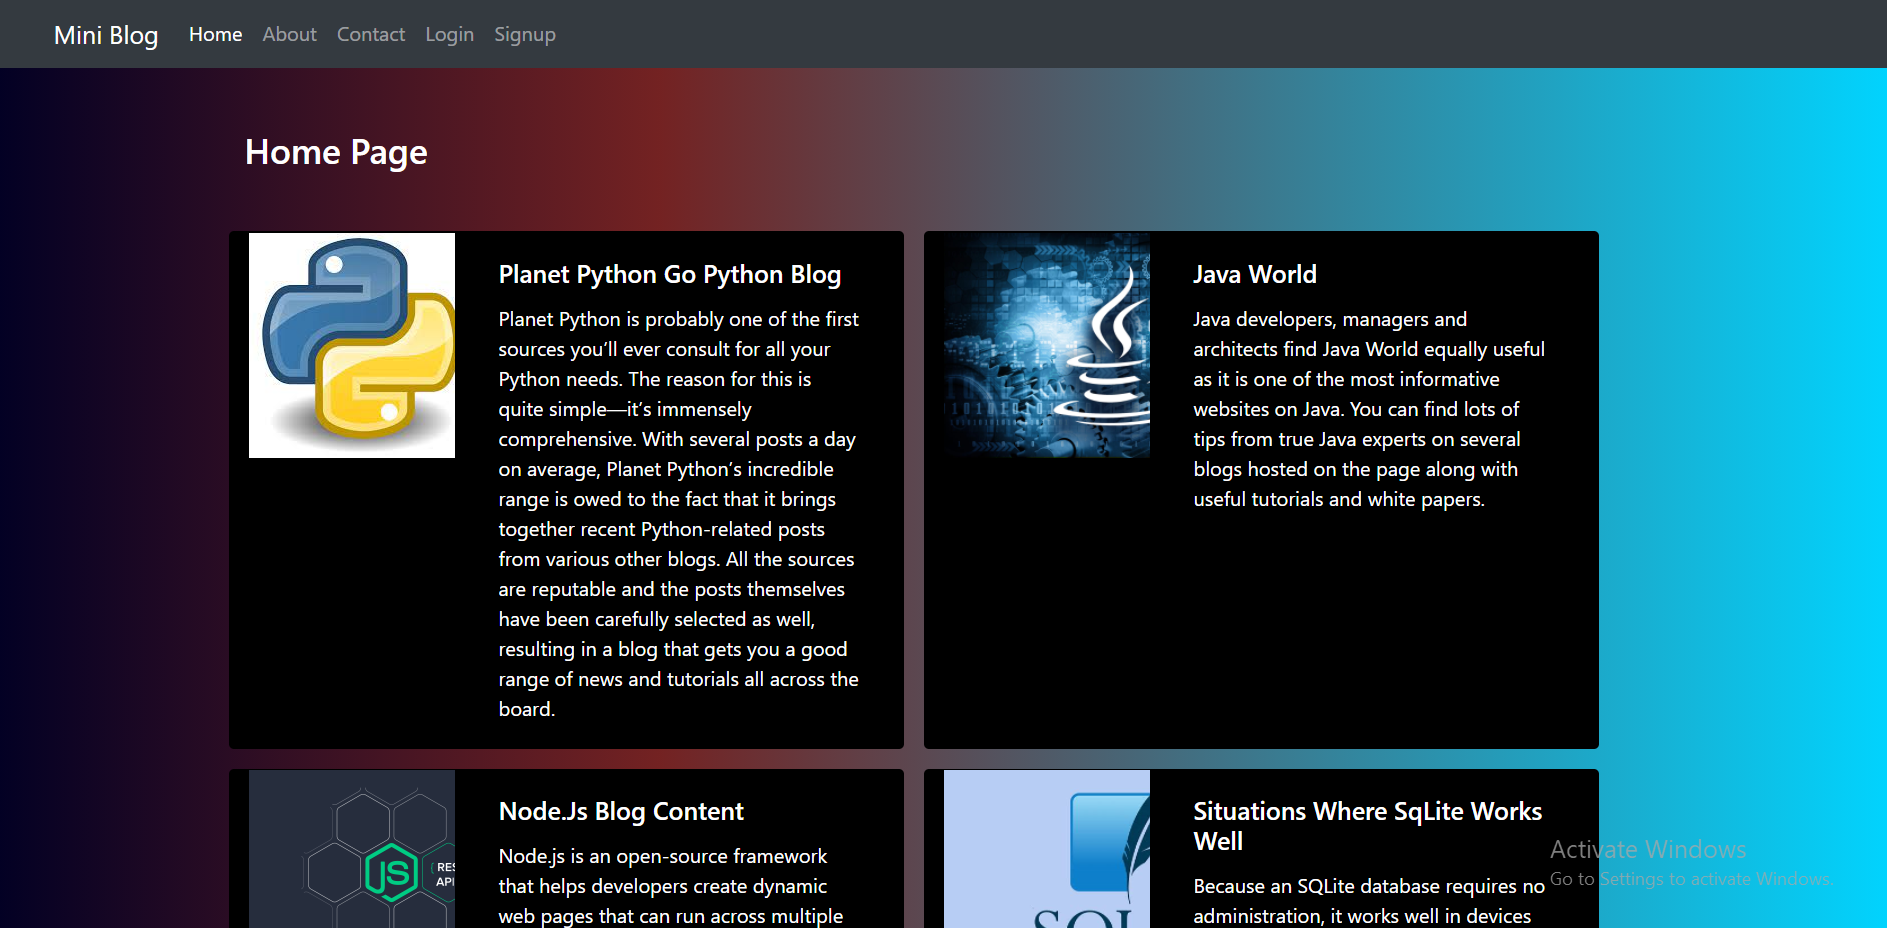 Mini Blog Home About Contact Login Signup
Home Page
Planet Python Go Python Blog
Planet Python is probably one of the first
sources you’ll ever consult for all your
Python needs. The reason for this is
quite simple—it’s immensely
comprehensive. With several posts a day
on average, Planet Python’s incredible
range is owed to the fact that it brings
together recent Python-related posts
from various other blogs. All the sources
are reputable and the posts themselves
have been carefully selected as well,
resulting in a blog that gets you a good
range of news and tutorials all across the
board.
Java World
Java developers, managers and
architects find Java World equally useful
as it is one of the most informative
websites on Java. You can find lots of
tips from true Java experts on several
blogs hosted on the page along with
useful tutorials and white papers.
JS
RES
API
Node.Js Blog Content
Node.js is an open-source framework
that helps developers create dynamic
web pages that can run across multiple
SQL
Situations Where SqLite Works
Well
Because an SQLite database requires no
administration, it works well in devices
Activate Windows
Go to Settings to activate Windows.